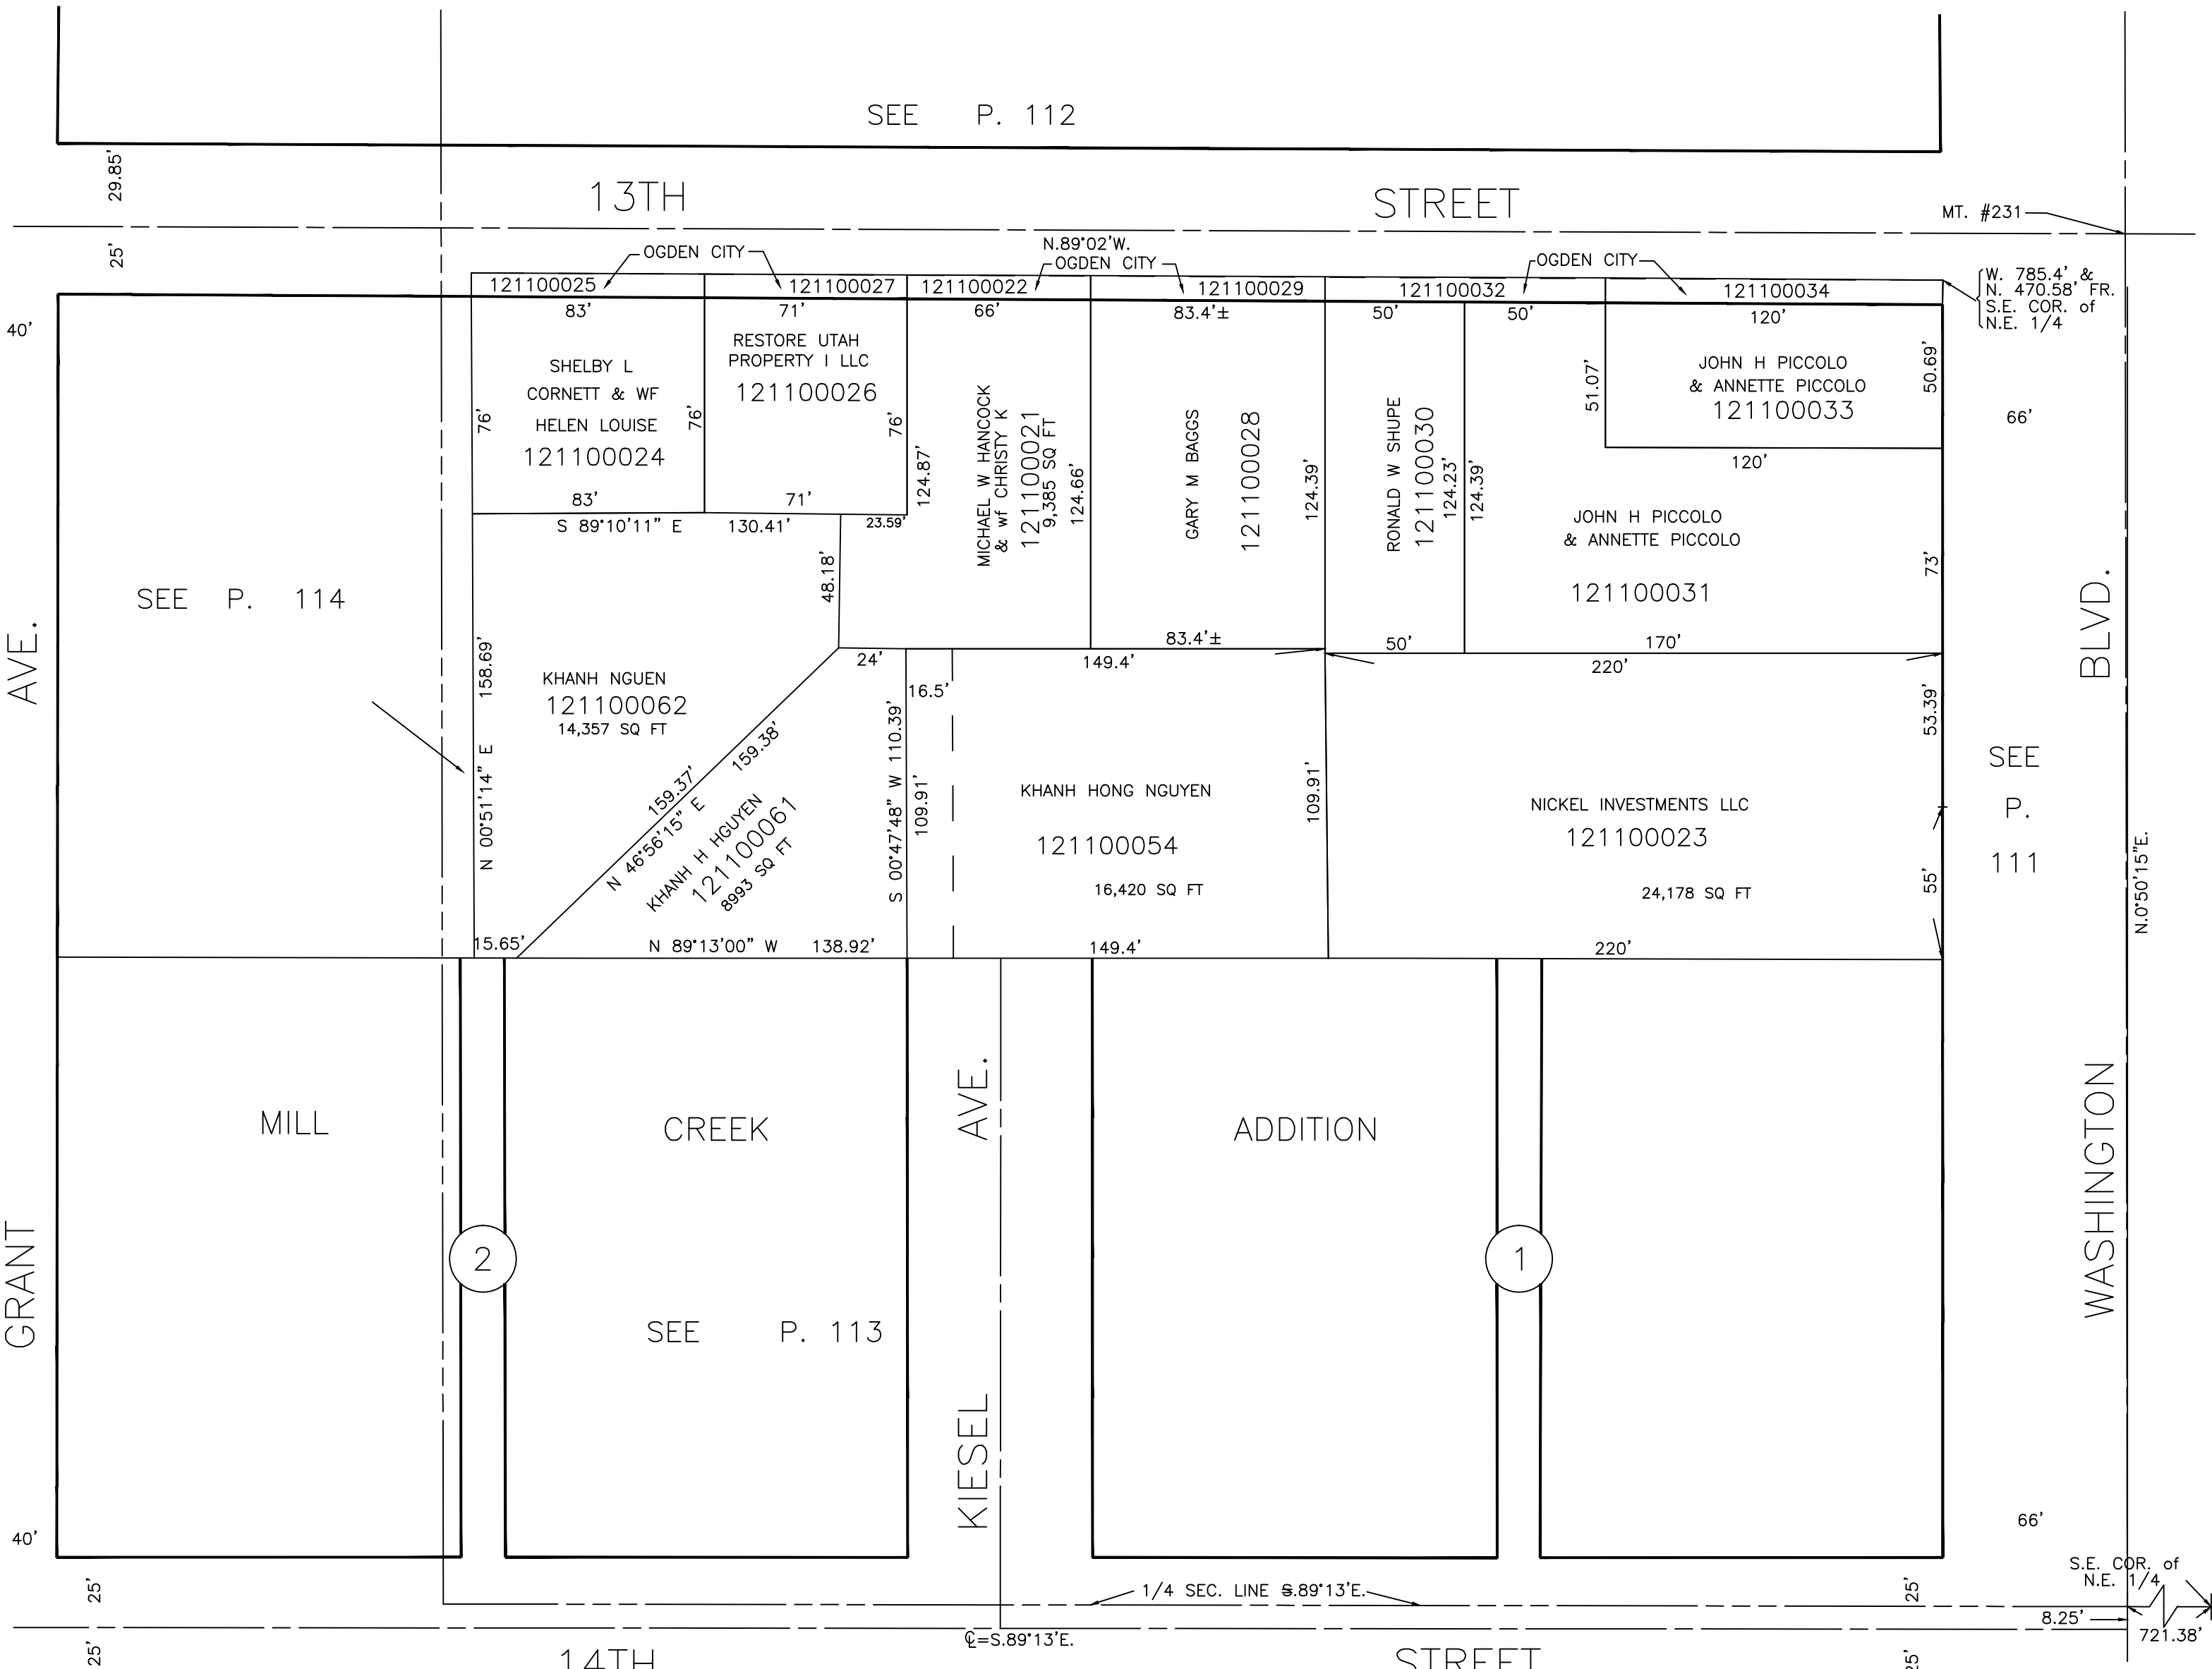 SEE P. 112
29.85'
13TH STREET
MT. #231
25'
OGDEN CITY
N.89°02'W.
OGDEN CITY
OGDEN CITY
W. 785.4' &
N. 470.58' FR.
S.E. COR. of
N.E. 1/4
121100025
121100027
121100022
121100029
121100032
121100034
40'
83'
71'
66'
83.4'±
50'
50'
120'
SHELBY L
CORNETT & WF
HELEN LOUISE
121100024
76'
76'
83'
RESTORE UTAH
PROPERTY I LLC
121100026
76'
71'
124.87'
MICHAEL W HANCOCK
& wf CHRISTY K
121100021
9,385 SQ FT
124.66'
GARY M BAGGS
121100028
124.39'
83.4'±
RONALD W SHUPE
121100030
124.23'
124.39'
50'
51.07'
JOHN H PICCOLO
& ANNETTE PICCOLO
121100033
50.69'
120'
66'
JOHN H PICCOLO
& ANNETTE PICCOLO
121100031
73'
170'
S 89°10'11" E 130.41'
23.59'
48.18'
SEE P. 114
AVE.
BLVD.
158.69'
N 00°51'14" E
KHANH NGUEN
121100062
14,357 SQ FT
24'
159.37'
159.38'
N 46°56'15" E
KHANH H HGUYEN
121100061
8993 SQ FT
S 00°47'48" W 110.39'
109.91'
16.5'
149.4'
KHANH HONG NGUYEN
121100054
16,420 SQ FT
109.91'
220'
NICKEL INVESTMENTS LLC
121100023
24,178 SQ FT
53.39'
55'
SEE
P.
111
N.0°50'15"E.
15.65'
N 89°13'00" W 138.92'
149.4'
220'
MILL CREEK ADDITION
AVE.
KIESEL
GRANT
WASHINGTON
2
1
SEE P. 113
40'
66'
25'
1/4 SEC. LINE S.89°13'E.
25'
S.E. COR. of
N.E. 1/4
8.25'
721.38'
℄=S.89°13'E.
25'
14TH STREET
25'